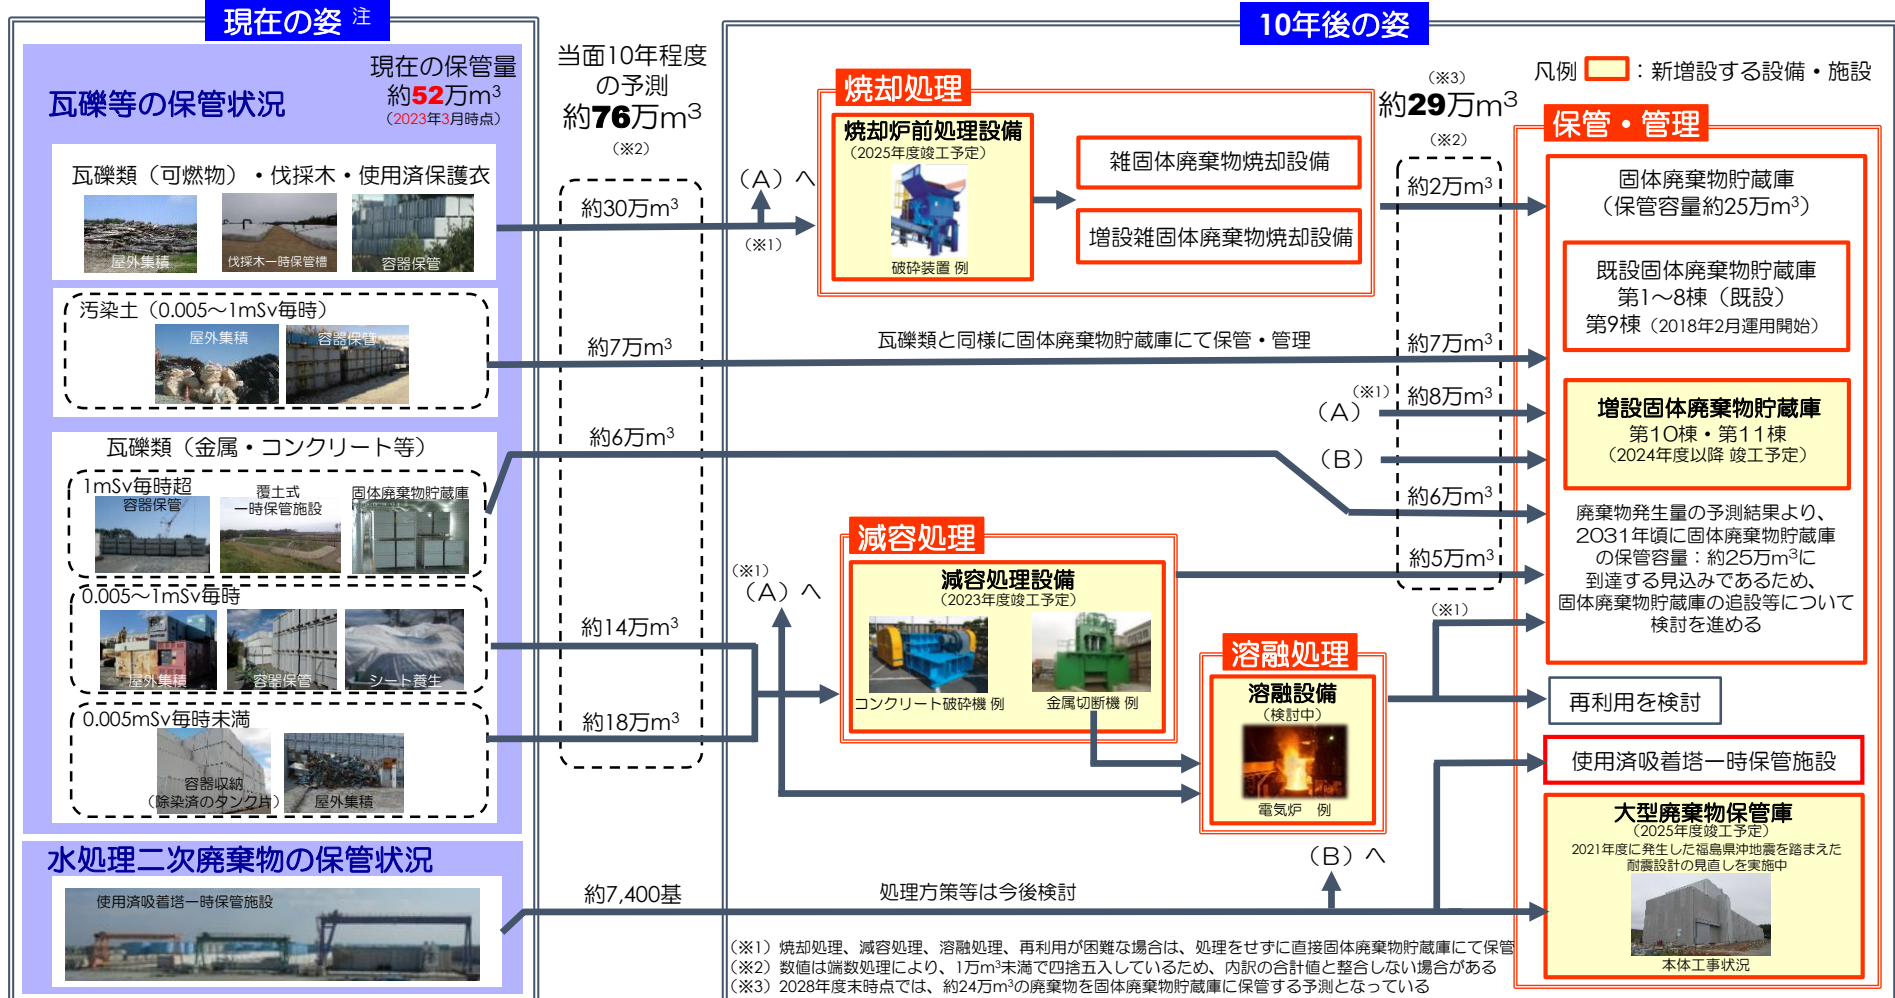 現在の姿 注
瓦礫等の保管状況
現在の保管量
約52万m³
（2023年3月時点）
瓦礫類（可燃物）・伐採木・使用済保護衣
屋外集積
伐採木一時保管槽
容器保管
汚染土（0.005～1mSv毎時）
屋外集積
容器保管
瓦礫類（金属・コンクリート等）
1mSv毎時超
容器保管
覆土式
一時保管施設
固体廃棄物貯蔵庫
0.005～1mSv毎時
屋外集積
容器保管
シート養生
0.005mSv毎時未満
容器収納
（除染済のタンク片）
屋外集積
水処理二次廃棄物の保管状況
使用済吸着塔一時保管施設
当面10年程度
の予測
約76万m³
（※2）
約30万m³
約7万m³
約6万m³
約14万m³
約18万m³
約7,400基
10年後の姿
凡例 ：新増設する設備・施設
（A）へ
（※1）
焼却処理
焼却炉前処理設備
（2025年度竣工予定）
破砕装置 例
雑固体廃棄物焼却設備
増設雑固体廃棄物焼却設備
瓦礫類と同様に固体廃棄物貯蔵庫にて保管・管理
（※1）
（A）へ
減容処理
減容処理設備
（2023年度竣工予定）
コンクリート破砕機 例
金属切断機 例
溶融処理
溶融設備
（検討中）
電気炉　例
（B）へ
処理方策等は今後検討
（※3）
約29万m³
（※2）
約2万m³
約7万m³
（※1）
（A）
約8万m³
（B）
約6万m³
約5万m³
（※1）
保管・管理
固体廃棄物貯蔵庫
（保管容量約25万m³）
既設固体廃棄物貯蔵庫
第1～8棟（既設）
第9棟（2018年2月運用開始）
増設固体廃棄物貯蔵庫
第10棟・第11棟
（2024年度以降 竣工予定）
廃棄物発生量の予測結果より、
2031年頃に固体廃棄物貯蔵庫
の保管容量：約25万m³に
到達する見込みであるため、
固体廃棄物貯蔵庫の追設等について
検討を進める
再利用を検討
使用済吸着塔一時保管施設
大型廃棄物保管庫
（2025年度竣工予定）
2021年度に発生した福島県沖地震を踏まえた
耐震設計の見直しを実施中
本体工事状況
（※1）焼却処理、減容処理、溶融処理、再利用が困難な場合は、処理をせずに直接固体廃棄物貯蔵庫にて保管
（※2）数値は端数処理により、1万m³未満で四捨五入しているため、内訳の合計値と整合しない場合がある
（※3）2028年度末時点では、約24万m³の廃棄物を固体廃棄物貯蔵庫に保管する予測となっている